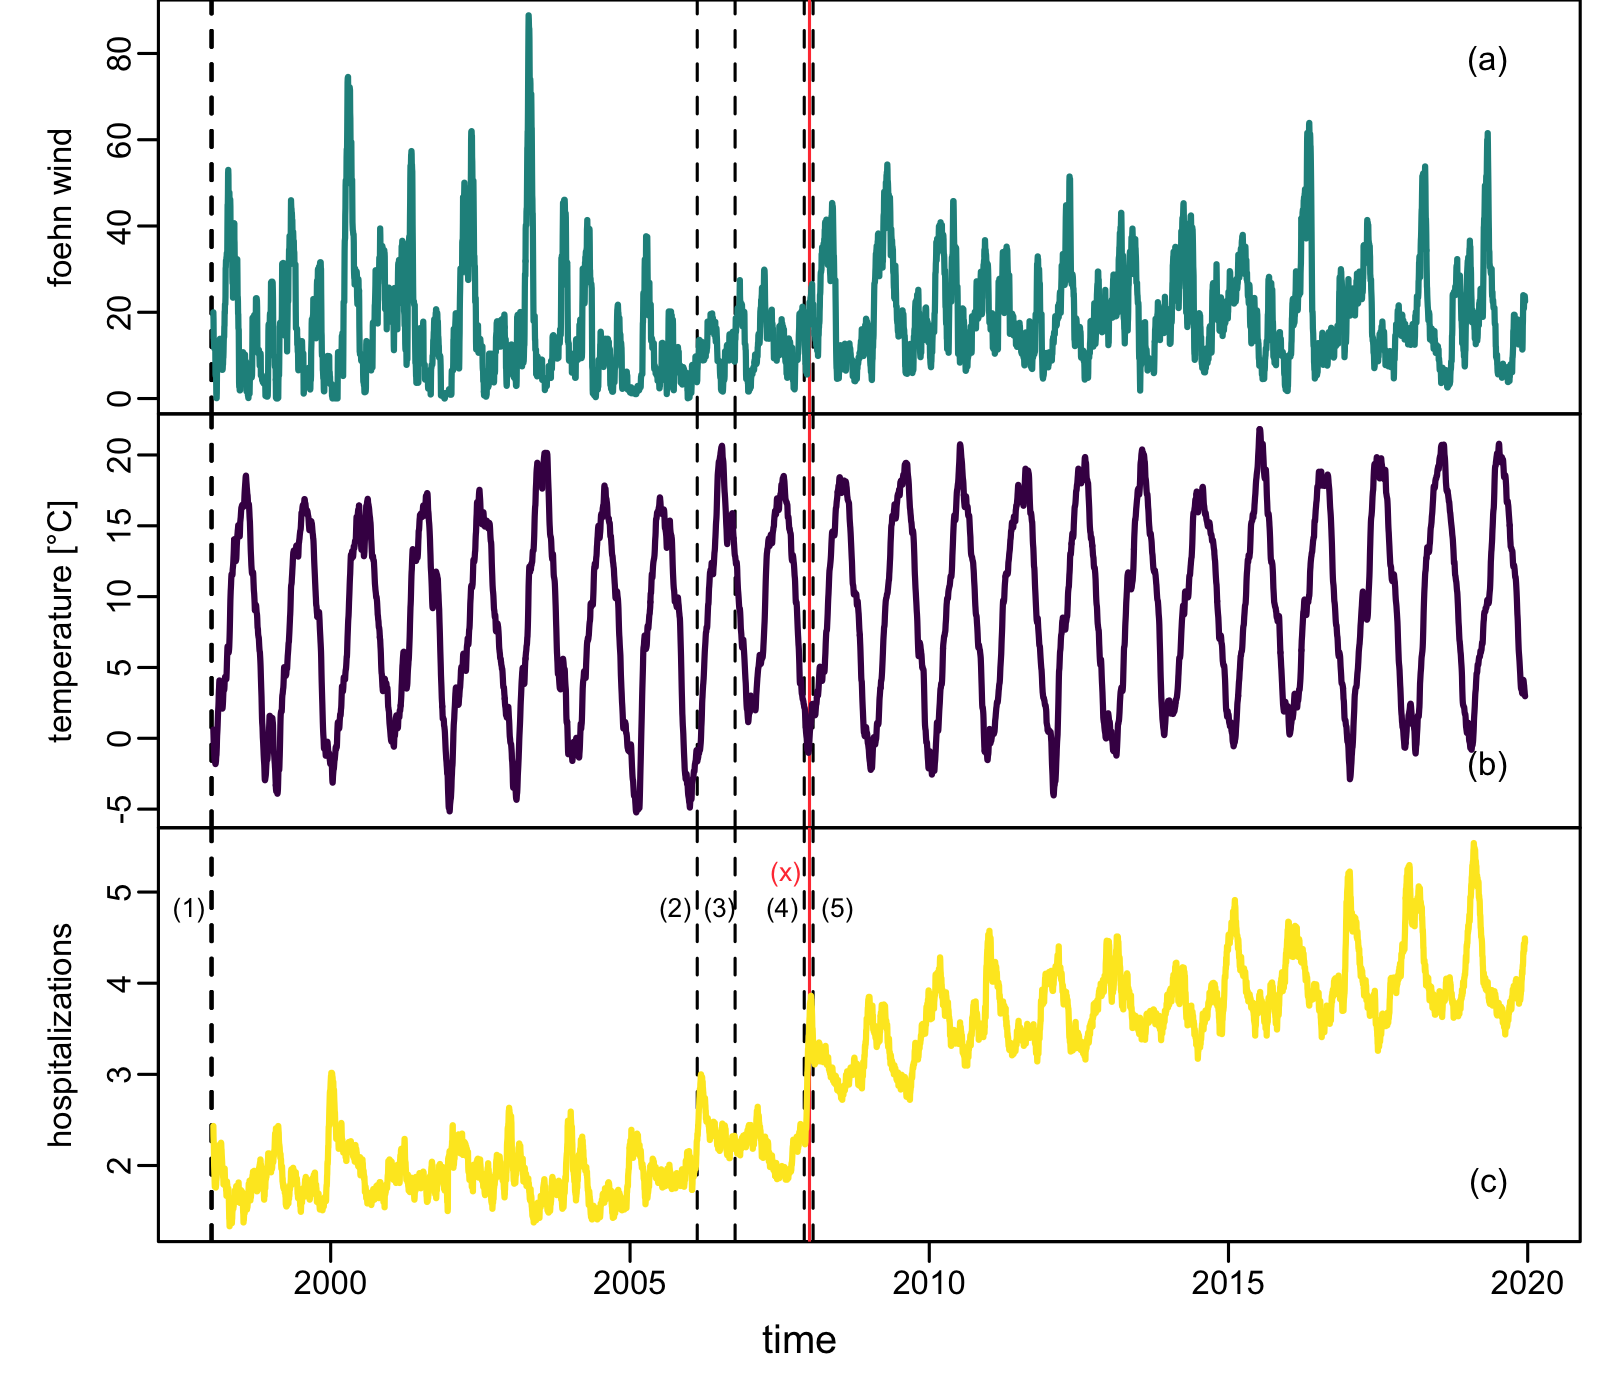 foehn wind
0 20 40 60 80
(a)
temperature [°C]
-5 0 5 10 15 20
(b)
hospitalizations
2 3 4 5
(x)
(1) (2) (3) (4) (5)
(c)
2000 2005 2010 2015 2020
time